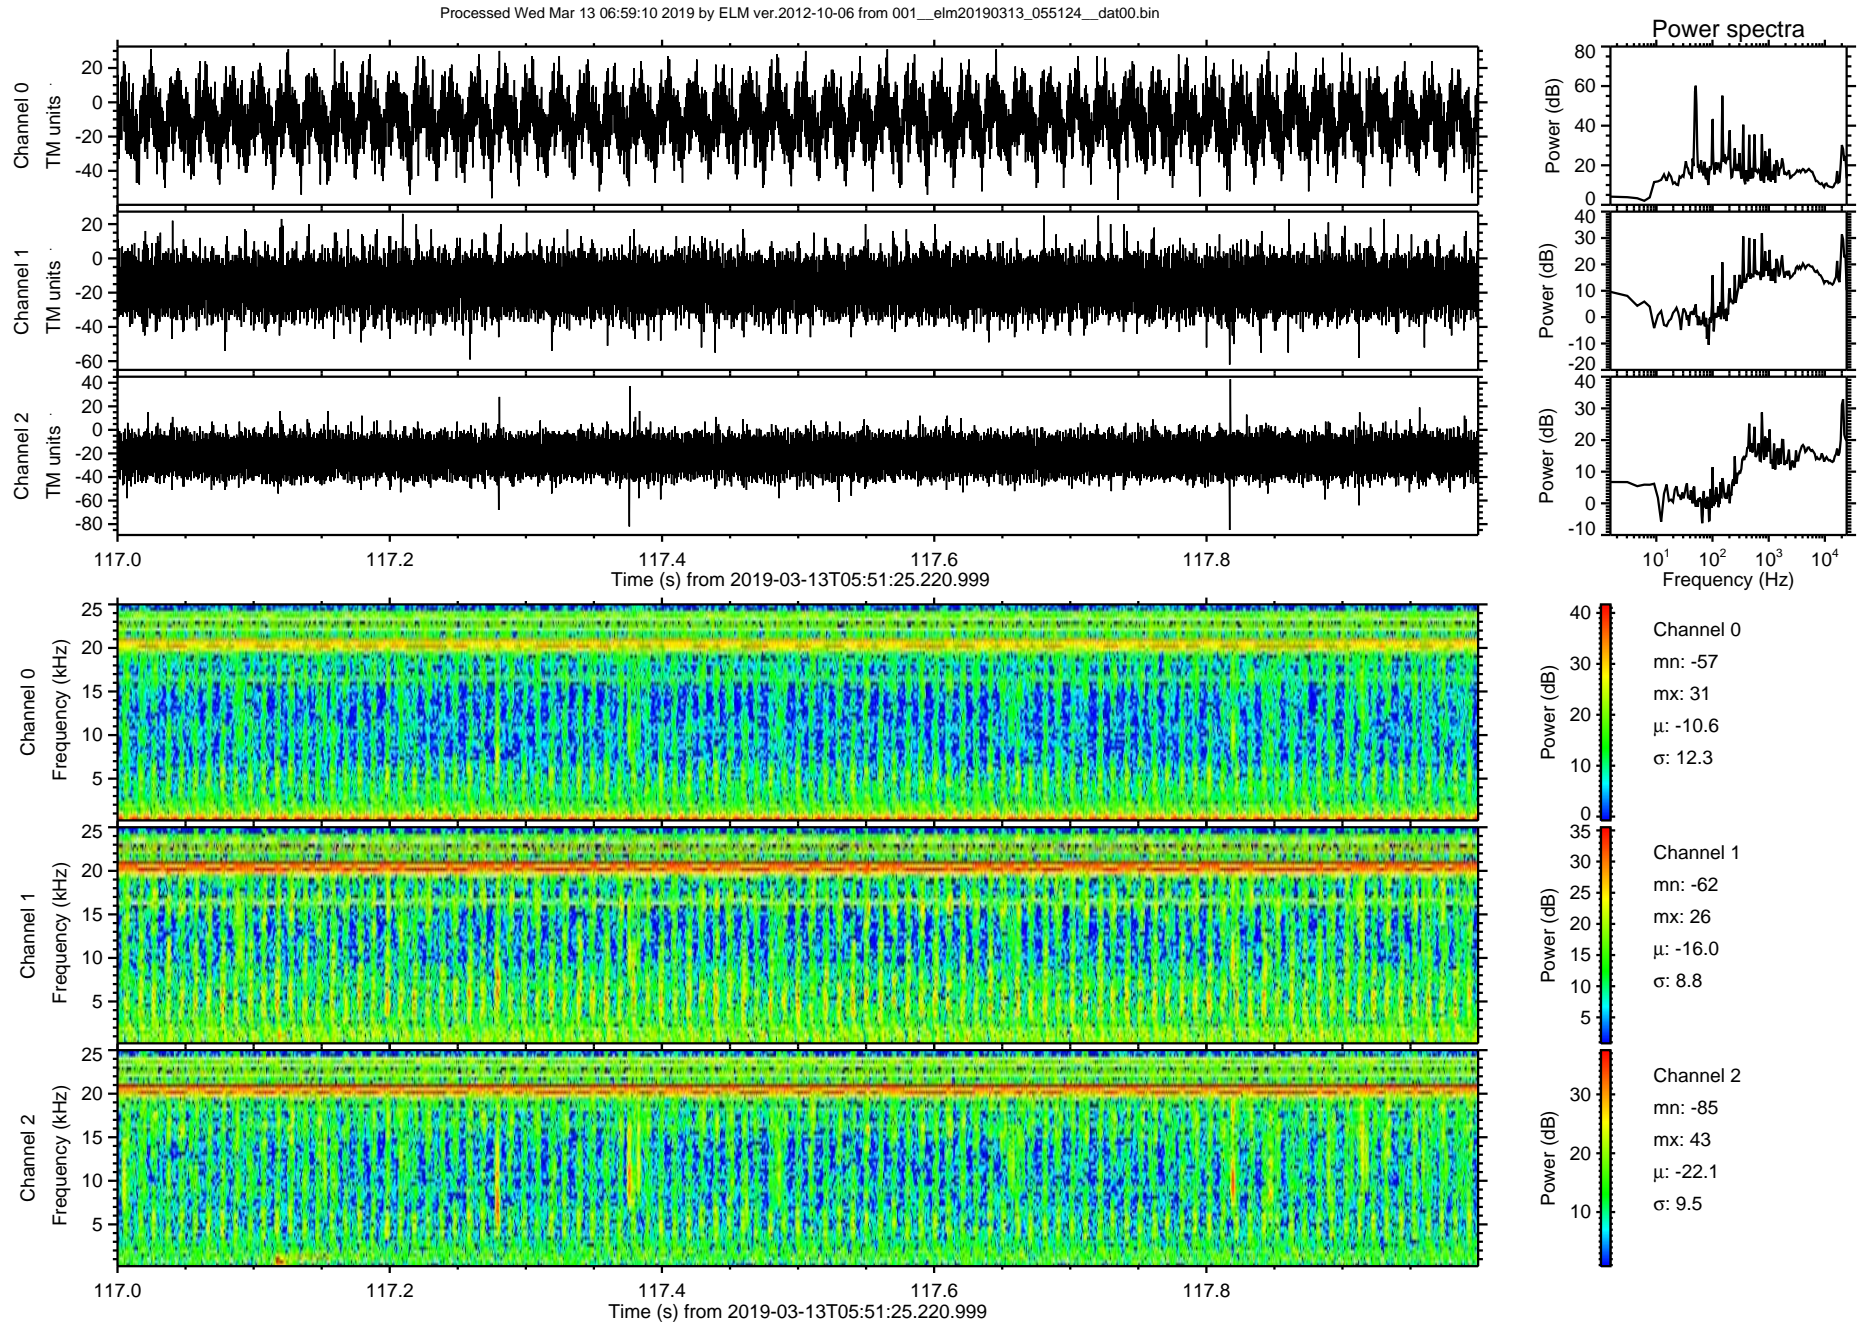 Processed Wed Mar 13 06:59:10 2019 by ELM ver.2012-10-06 from 001__elm20190313_055124__dat00.bin
Power spectra
Channel 0
TM units
20
0
-20
-40
Power (dB)
80
60
40
20
0
Channel 1
TM units
20
0
-20
-40
-60
Power (dB)
40
30
20
10
0
-10
-20
Channel 2
TM units
40
20
0
-20
-40
-60
-80
Power (dB)
40
30
20
10
0
-10
117.0 117.2 117.4 117.6 117.8
Time (s) from 2019-03-13T05:51:25.220.999
10¹ 10² 10³ 10⁴
Frequency (Hz)
Channel 0
Frequency (kHz)
25
20
15
10
5
Power (dB)
40
30
20
10
0
Channel 0
mn: -57
mx: 31
μ: -10.6
σ: 12.3
Channel 1
Frequency (kHz)
25
20
15
10
5
Power (dB)
35
30
25
20
15
10
5
Channel 1
mn: -62
mx: 26
μ: -16.0
σ: 8.8
Channel 2
Frequency (kHz)
25
20
15
10
5
Power (dB)
30
20
10
Channel 2
mn: -85
mx: 43
μ: -22.1
σ: 9.5
117.0 117.2 117.4 117.6 117.8
Time (s) from 2019-03-13T05:51:25.220.999